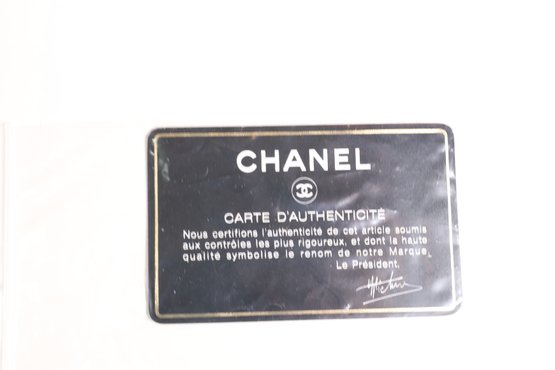 CHANEL
CARTE D'AUTHENTICITÉ
Nous certifions l'authenticité de cet article soumis
aux contrôles les plus rigoureux, et dont la haute
qualité symbolise le renom de notre Marque.
Le Président.